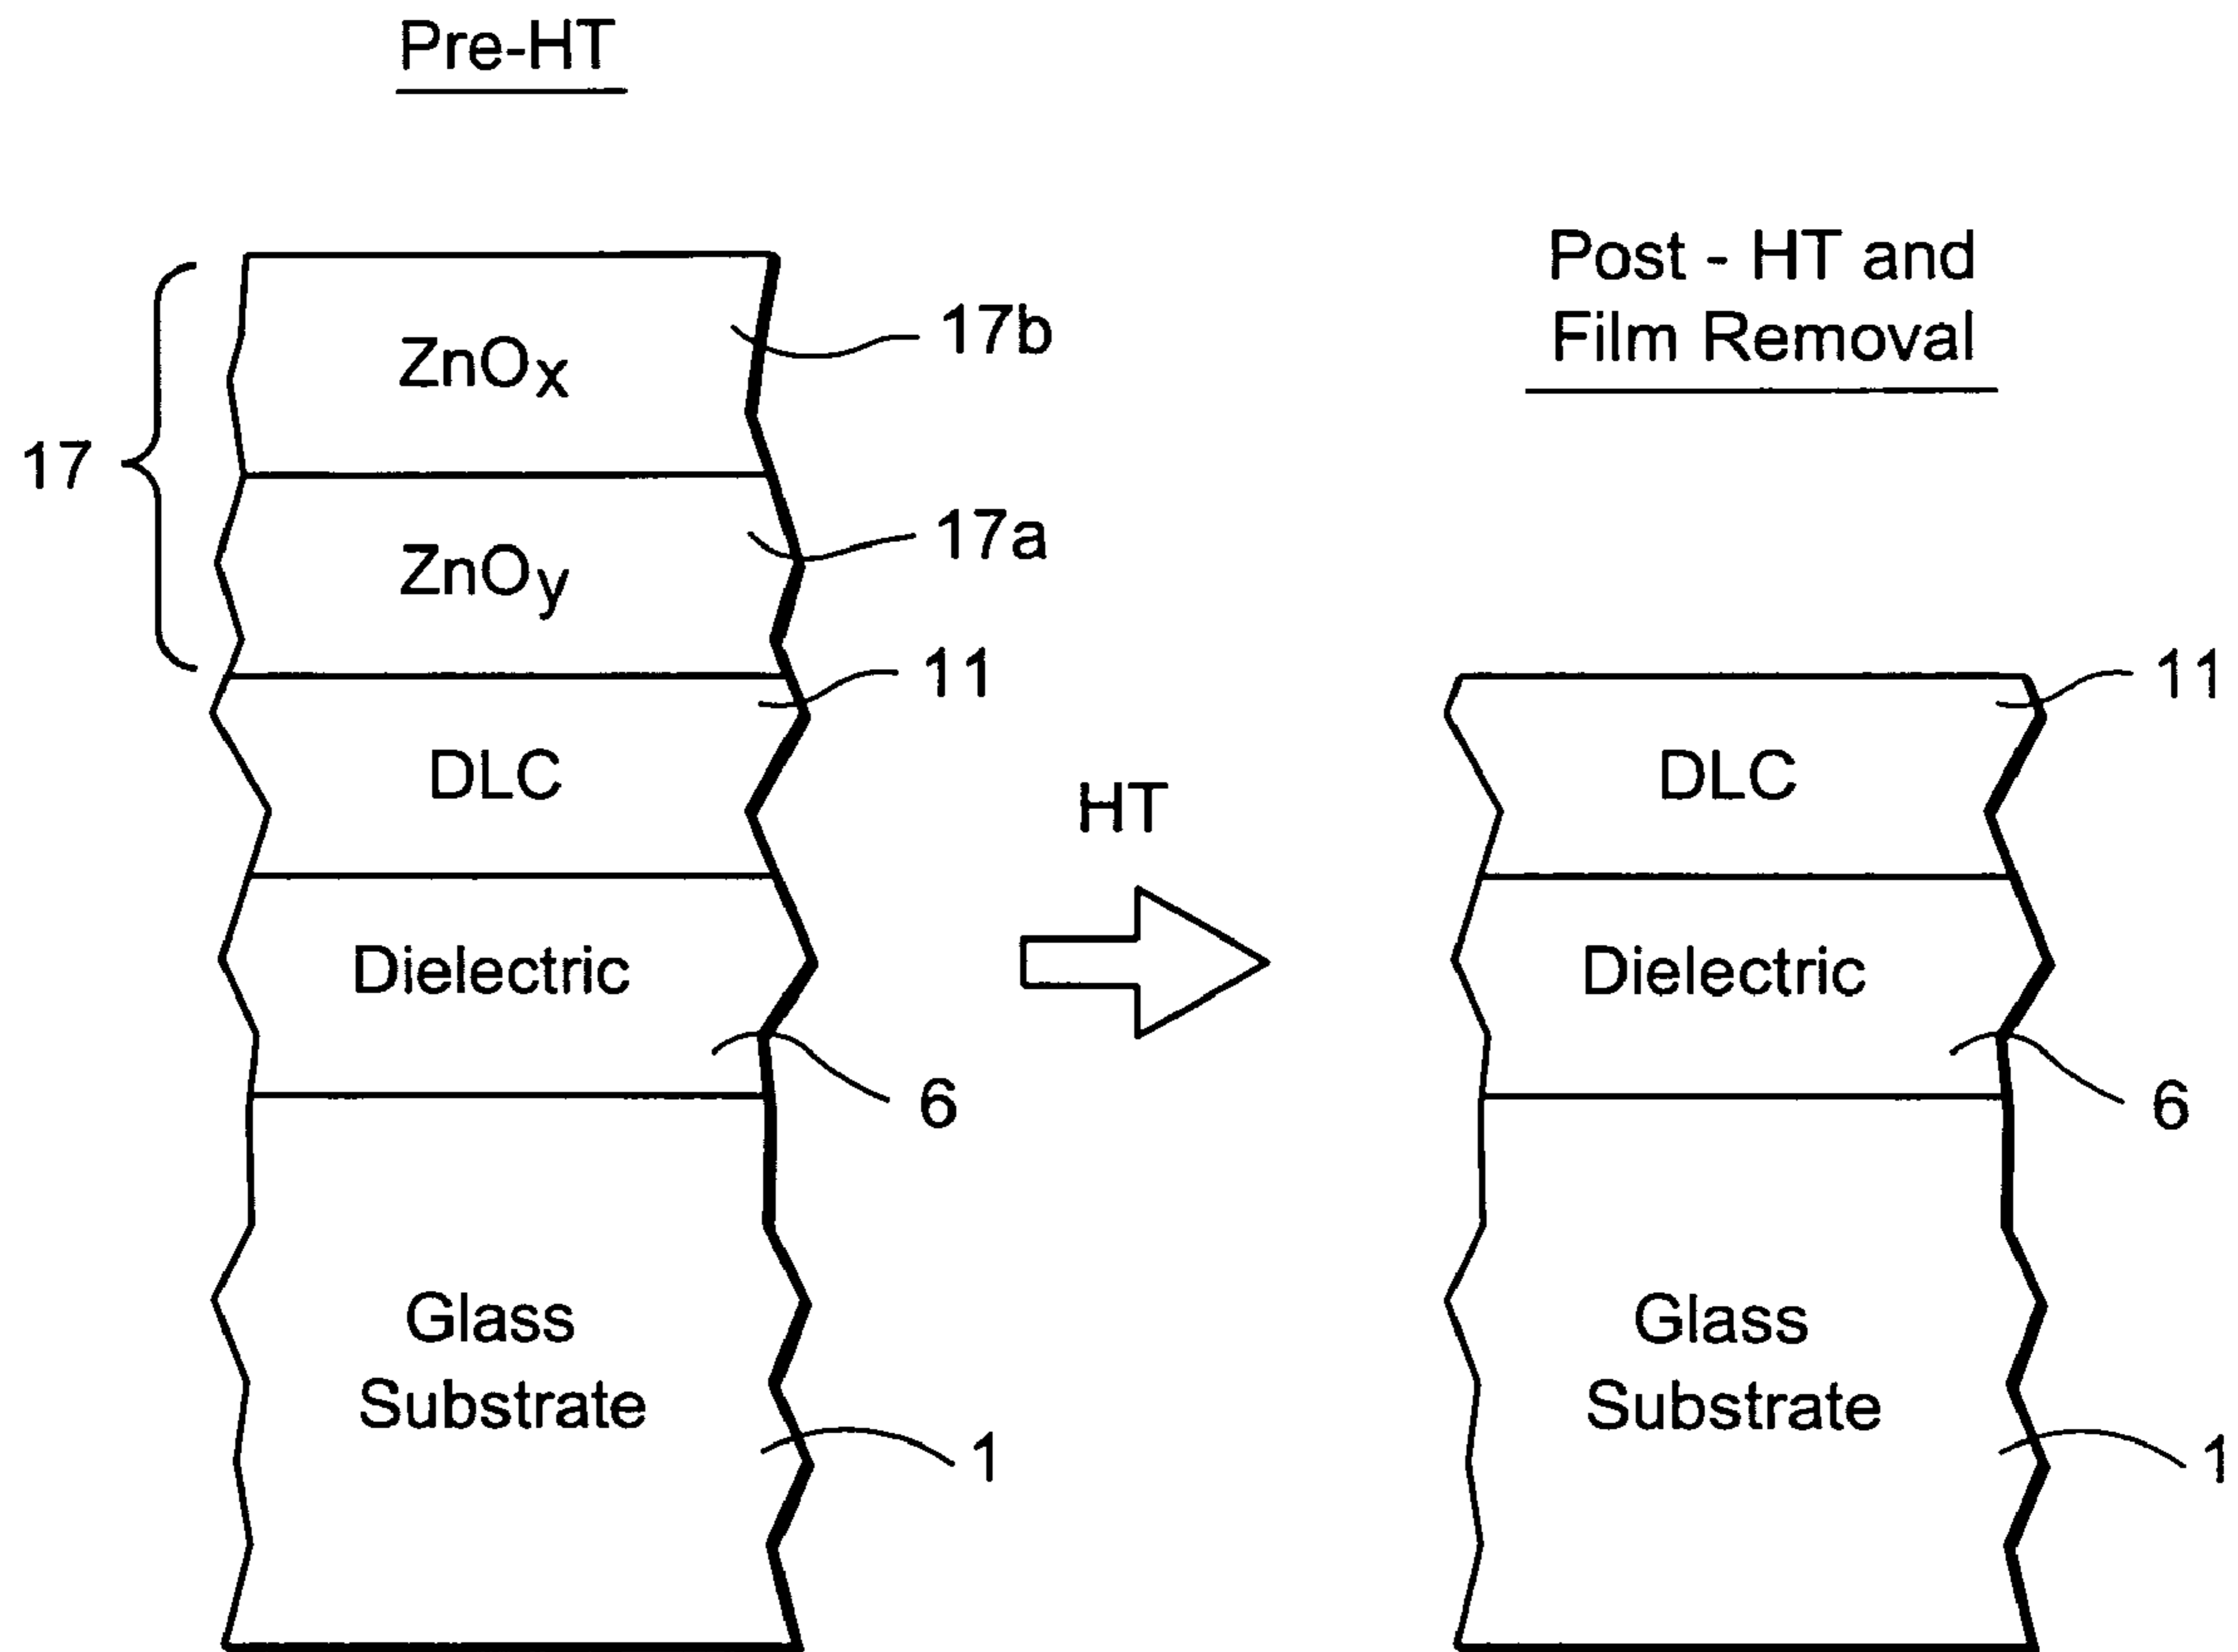 Pre-HT
17
ZnOx
17b
ZnOy
17a
11
DLC
Dielectric
6
Glass
Substrate
1
HT
Post - HT and
Film Removal
11
DLC
Dielectric
6
Glass
Substrate
1